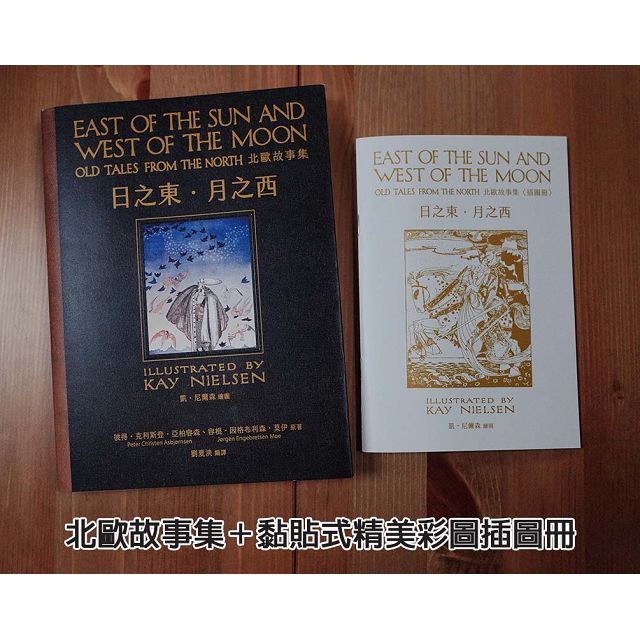 EAST OF THE SUN AND
WEST OF THE MOON
OLD TALES FROM THE NORTH 北歐故事集
日之東・月之西
ILLUSTRATED BY
KAY NIELSEN
凱・尼爾森 繪圖
彼得・克利斯登・亞柏容森、容根・因格布利森・莫伊 原著
Peter Christen Asbjørnsen Jørgen Engebretsen Moe
劉夏泱 編譯
EAST OF THE SUN AND
WEST OF THE MOON
OLD TALES FROM THE NORTH 北歐故事集〈插圖冊〉
日之東・月之西
ILLUSTRATED BY
KAY NIELSEN
凱・尼爾森 繪圖
北歐故事集＋黏貼式精美彩圖插圖冊